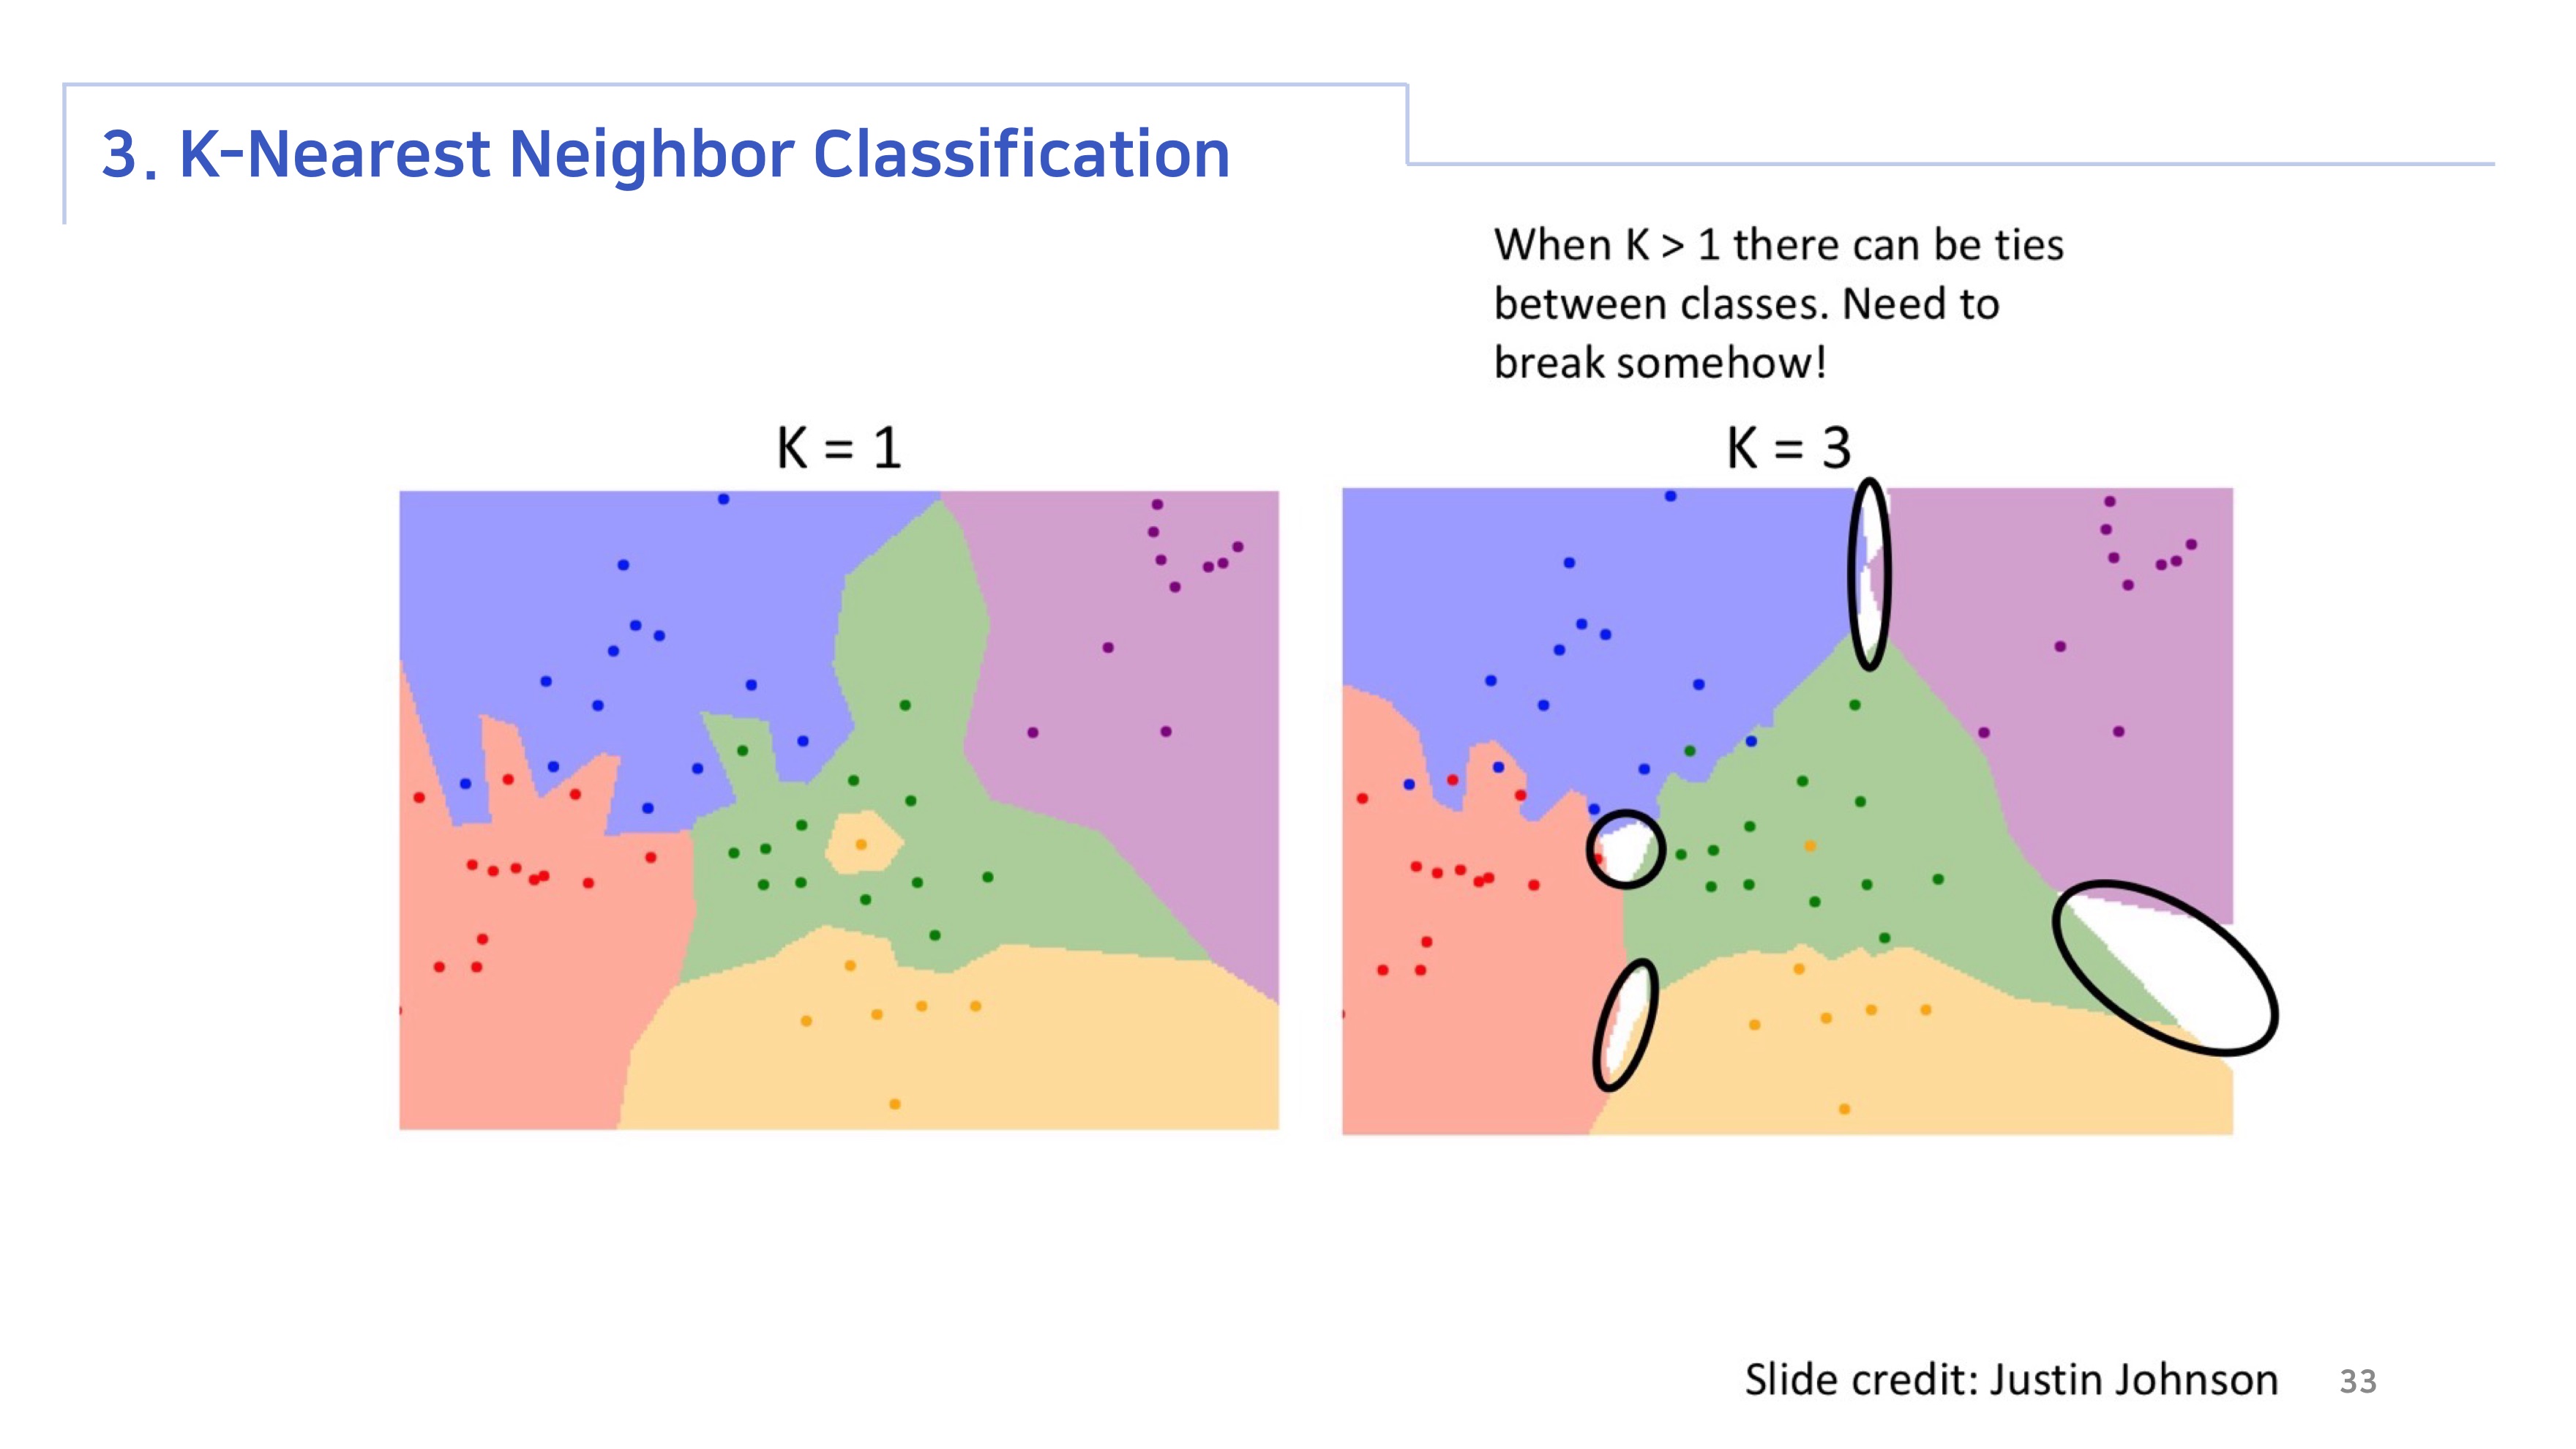 3. K-Nearest Neighbor Classification
When K > 1 there can be ties
between classes. Need to
break somehow!
K = 1
K = 3
Slide credit: Justin Johnson
33